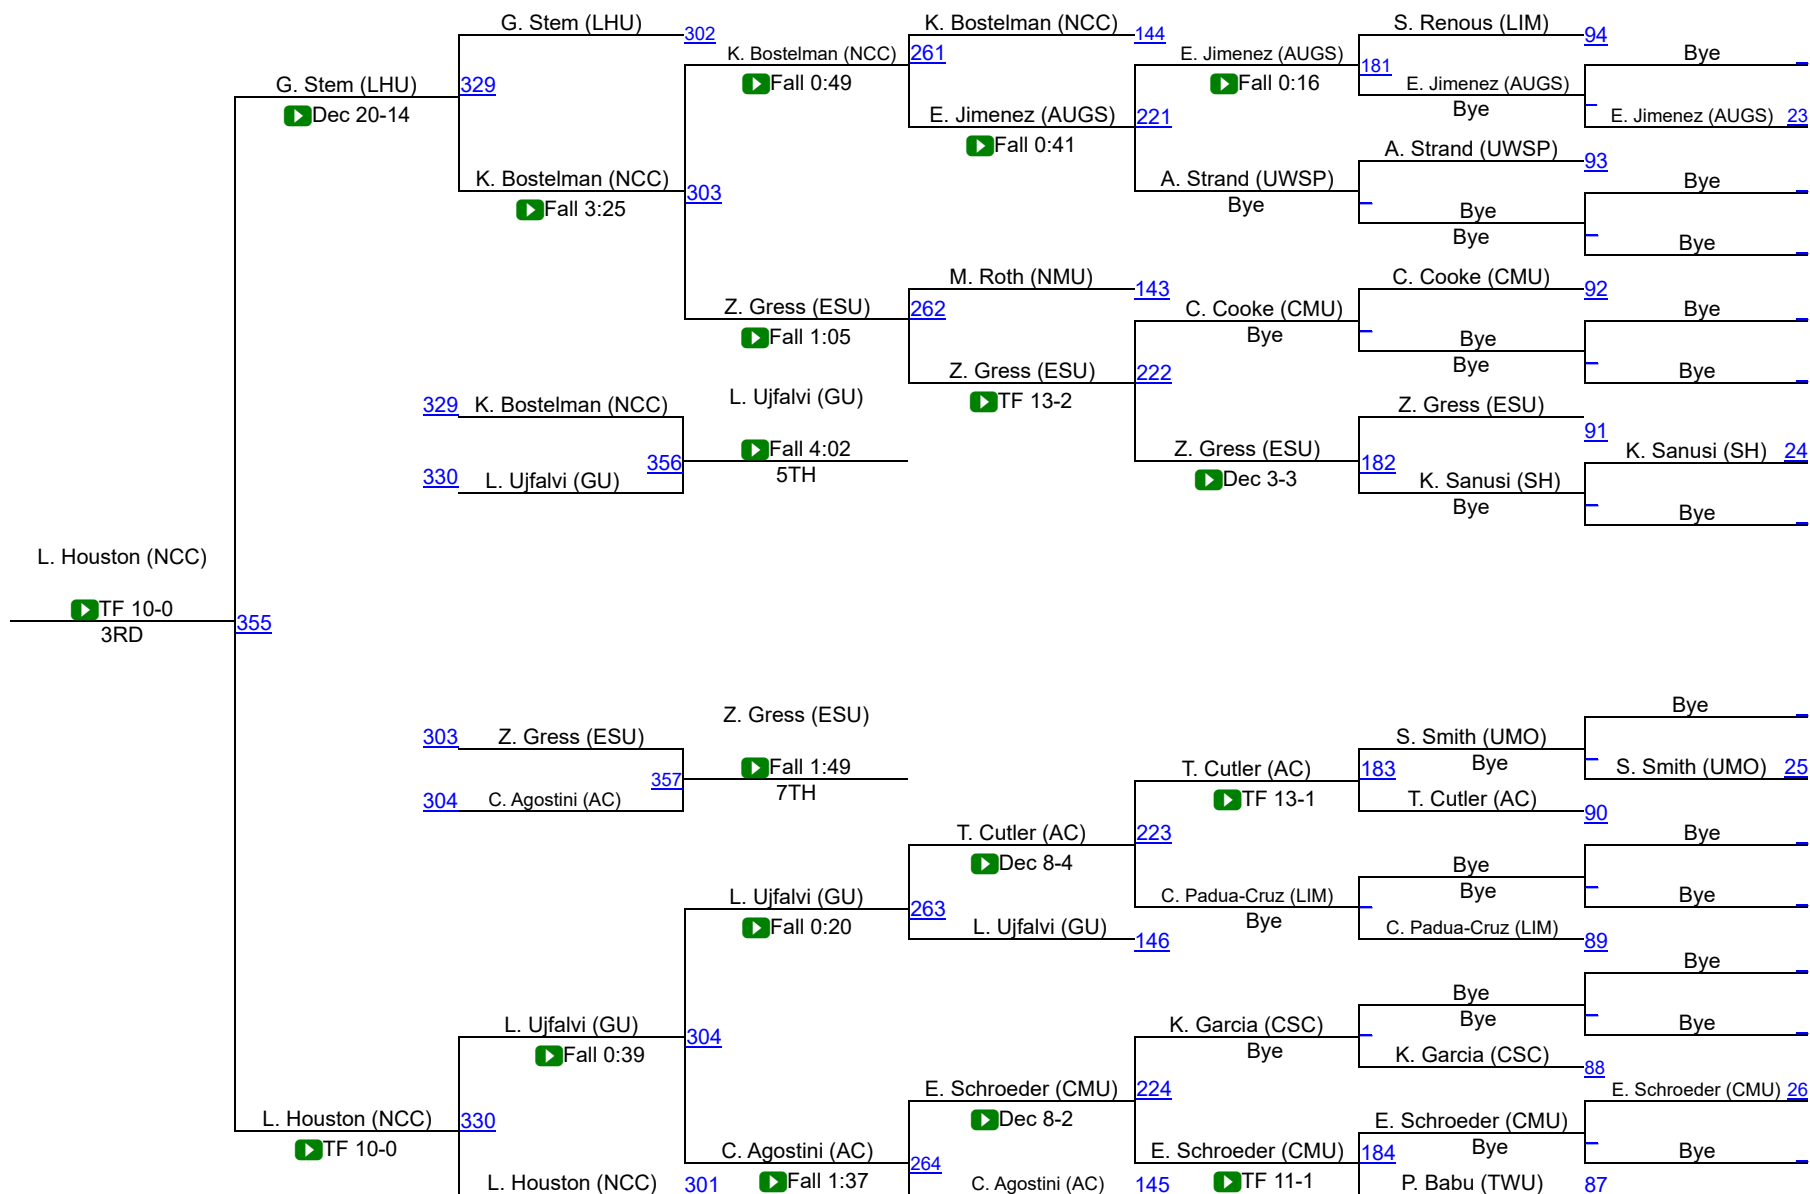 G. Stem (LHU)
302
K. Bostelman (NCC)
144
S. Renous (LIM)
94
Bye
K. Bostelman (NCC)
261
E. Jimenez (AUGS)
181
Fall 0:49
Fall 0:16
E. Jimenez (AUGS)
Bye
G. Stem (LHU)
329
Dec 20-14
E. Jimenez (AUGS)
221
E. Jimenez (AUGS) 23
Fall 0:41
A. Strand (UWSP)
93
K. Bostelman (NCC)
303
A. Strand (UWSP)
Bye
Bye
Fall 3:25
Bye
Bye
Bye
M. Roth (NMU)
143
C. Cooke (CMU)
92
Z. Gress (ESU)
262
C. Cooke (CMU)
Bye
Bye
Fall 1:05
Bye
Bye
Z. Gress (ESU)
222
Bye
L. Ujfalvi (GU)
TF 13-2
329 K. Bostelman (NCC)
Z. Gress (ESU)
91
Fall 4:02
356
5TH
Z. Gress (ESU)
182
K. Sanusi (SH) 24
330 L. Ujfalvi (GU)
Dec 3-3
K. Sanusi (SH)
Bye
Bye
L. Houston (NCC)
TF 10-0
3RD
355
Z. Gress (ESU)
Bye
303 Z. Gress (ESU)
S. Smith (UMO)
Bye
Fall 1:49
357
7TH
T. Cutler (AC)
183
S. Smith (UMO) 25
304 C. Agostini (AC)
TF 13-1
T. Cutler (AC)
90
T. Cutler (AC)
223
Bye
Dec 8-4
Bye
Bye
L. Ujfalvi (GU)
263
C. Padua-Cruz (LIM)
Bye
Bye
Fall 0:20
L. Ujfalvi (GU)
146
C. Padua-Cruz (LIM)
89
Bye
Bye
Bye
L. Ujfalvi (GU)
304
K. Garcia (CSC)
Bye
Bye
Fall 0:39
K. Garcia (CSC)
88
E. Schroeder (CMU)
224
E. Schroeder (CMU) 26
L. Houston (NCC)
330
Dec 8-2
E. Schroeder (CMU)
Bye
TF 10-0
C. Agostini (AC)
264
E. Schroeder (CMU)
184
Bye
L. Houston (NCC) 301
Fall 1:37
C. Agostini (AC) 145
TF 11-1
P. Babu (TWU) 87